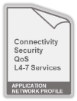 Connectivity
Security
QoS
L4-7 Services
APPLICATION
NETWORK PROFILE